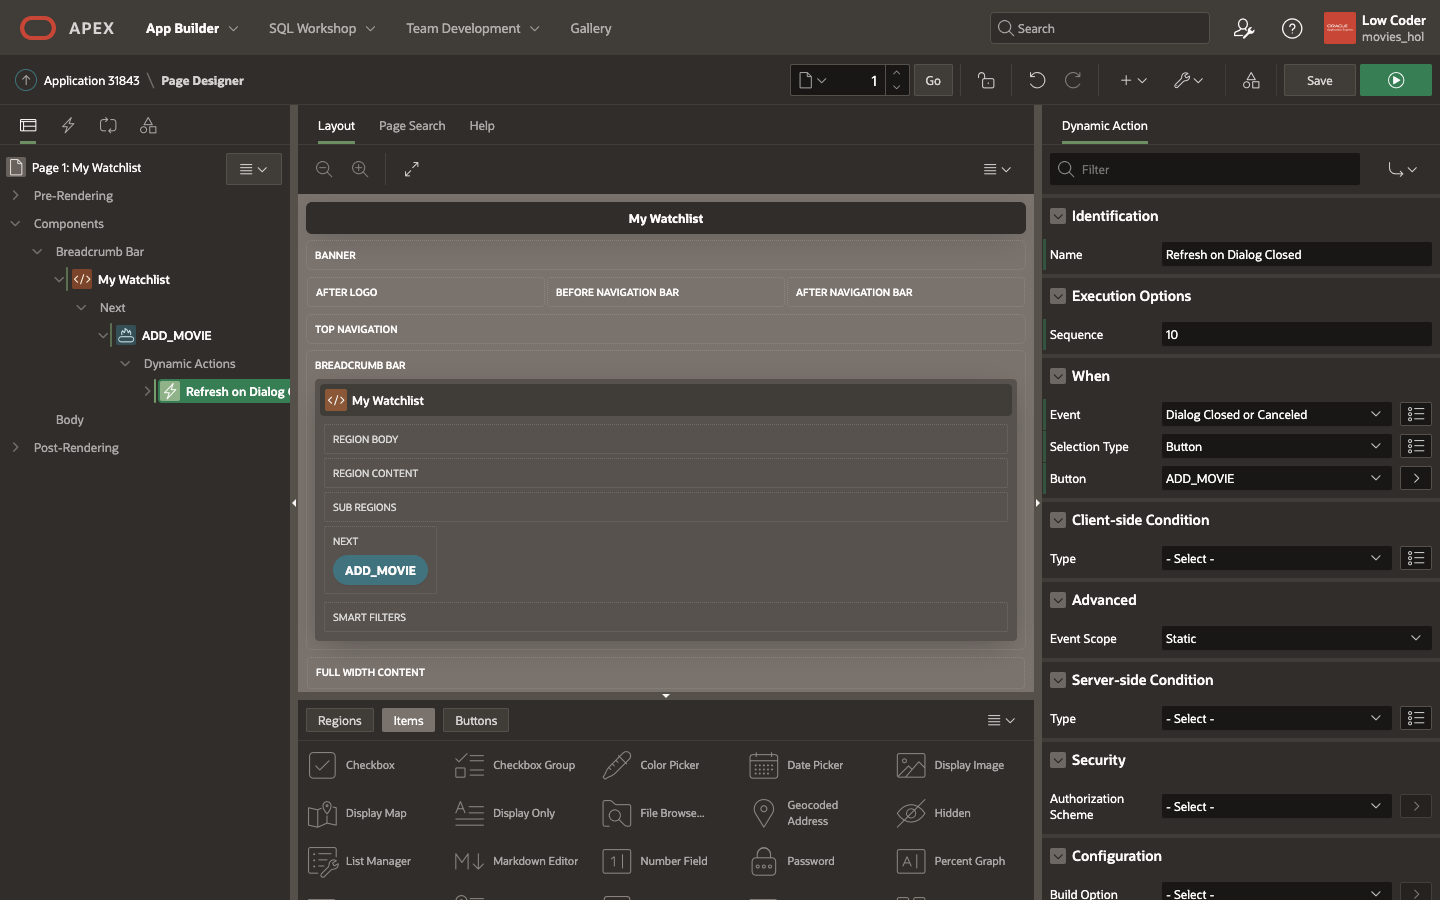 APEX
App Builder
SQL Workshop
Team Development
Gallery
Search
Low Coder
movies_hol
Application 31843 \ Page Designer
1
Go
Save
Page 1: My Watchlist
Pre-Rendering
Components
Breadcrumb Bar
My Watchlist
Next
ADD_MOVIE
Dynamic Actions
Refresh on Dialog
Body
Post-Rendering
Layout
Page Search
Help
My Watchlist
BANNER
AFTER LOGO
BEFORE NAVIGATION BAR
AFTER NAVIGATION BAR
TOP NAVIGATION
BREADCRUMB BAR
My Watchlist
REGION BODY
REGION CONTENT
SUB REGIONS
NEXT
ADD_MOVIE
SMART FILTERS
FULL WIDTH CONTENT
Regions
Items
Buttons
Checkbox
Checkbox Group
Color Picker
Date Picker
Display Image
Display Map
Display Only
File Browse...
Geocoded
Address
Hidden
List Manager
Markdown Editor
Number Field
Password
Percent Graph
Dynamic Action
Filter
Identification
Name
Refresh on Dialog Closed
Execution Options
Sequence
10
When
Event
Dialog Closed or Canceled
Selection Type
Button
Button
ADD_MOVIE
Client-side Condition
Type
- Select -
Advanced
Event Scope
Static
Server-side Condition
Type
- Select -
Security
Authorization
Scheme
- Select -
Configuration
Build Option
- Select -